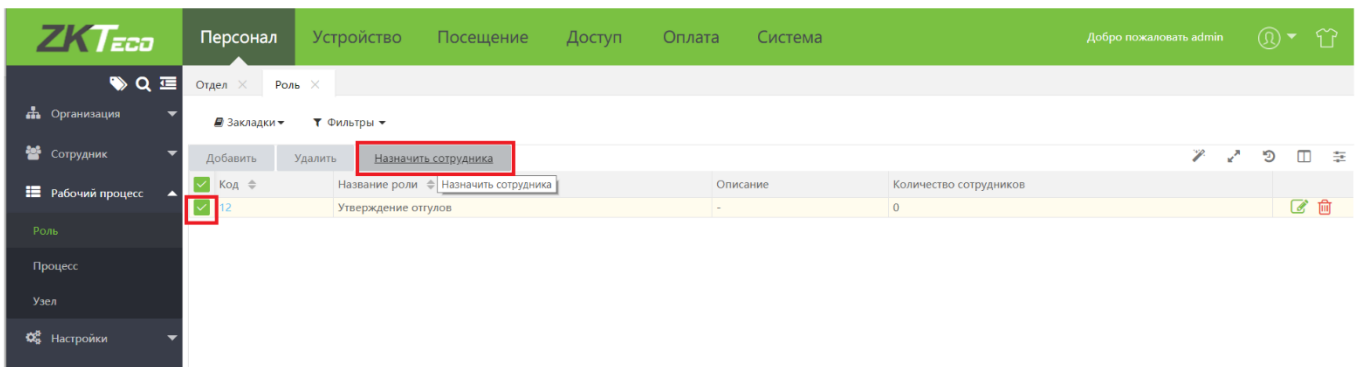 ZKTeco Персонал Устройство Посещение Доступ Оплата Система Добро пожаловать admin
Отдел Роль
Организация
Закладки Фильтры
Сотрудник
Добавить Удалить Назначить сотрудника
Рабочий процесс
Код Название роли Назначить сотрудника Описание Количество сотрудников
12 Утверждение отгулов - 0
Роль
Процесс
Узел
Настройки